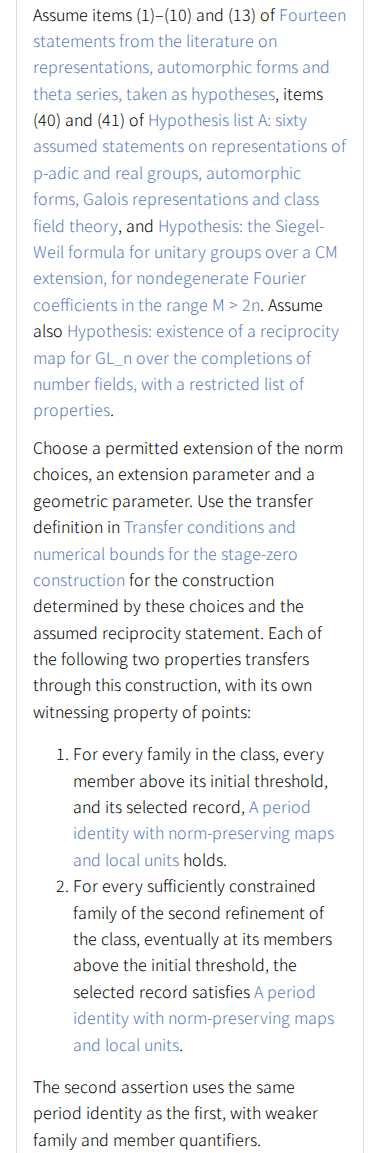 Assume items (1)–(10) and (13) of Fourteen
statements from the literature on
representations, automorphic forms and
theta series, taken as hypotheses, items
(40) and (41) of Hypothesis list A: sixty
assumed statements on representations of
p-adic and real groups, automorphic
forms, Galois representations and class
field theory, and Hypothesis: the Siegel-
Weil formula for unitary groups over a CM
extension, for nondegenerate Fourier
coefficients in the range M > 2n. Assume
also Hypothesis: existence of a reciprocity
map for GL_n over the completions of
number fields, with a restricted list of
properties.
Choose a permitted extension of the norm
choices, an extension parameter and a
geometric parameter. Use the transfer
definition in Transfer conditions and
numerical bounds for the stage-zero
construction for the construction
determined by these choices and the
assumed reciprocity statement. Each of
the following two properties transfers
through this construction, with its own
witnessing property of points:
1. For every family in the class, every
member above its initial threshold,
and its selected record, A period
identity with norm-preserving maps
and local units holds.
2. For every sufficiently constrained
family of the second refinement of
the class, eventually at its members
above the initial threshold, the
selected record satisfies A period
identity with norm-preserving maps
and local units.
The second assertion uses the same
period identity as the first, with weaker
family and member quantifiers.